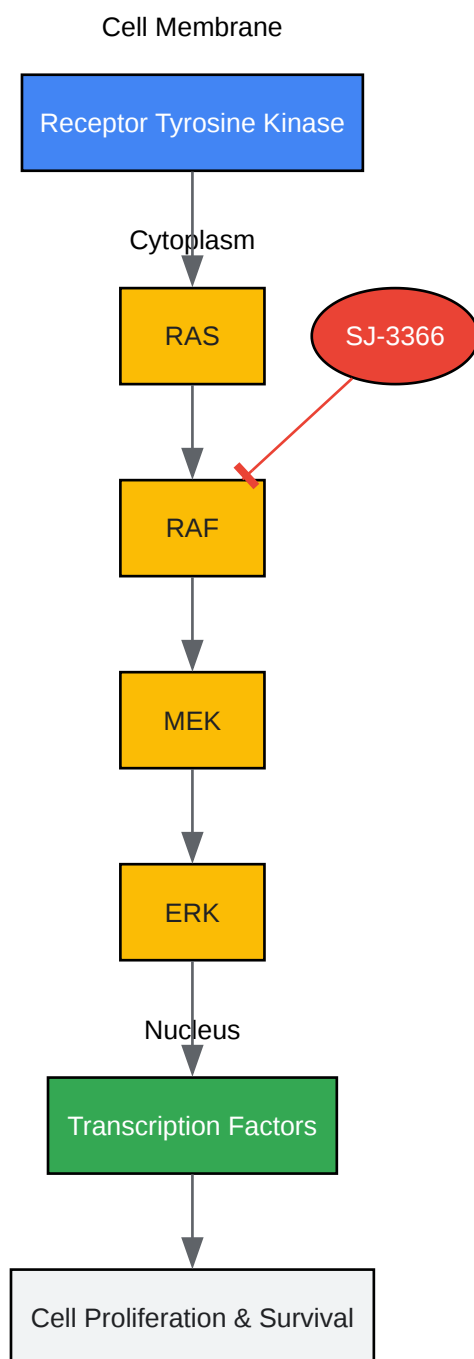 Cell Membrane
Receptor Tyrosine Kinase
Cytoplasm
RAS
SJ-3366
RAF
MEK
ERK
Nucleus
Transcription Factors
Cell Proliferation & Survival